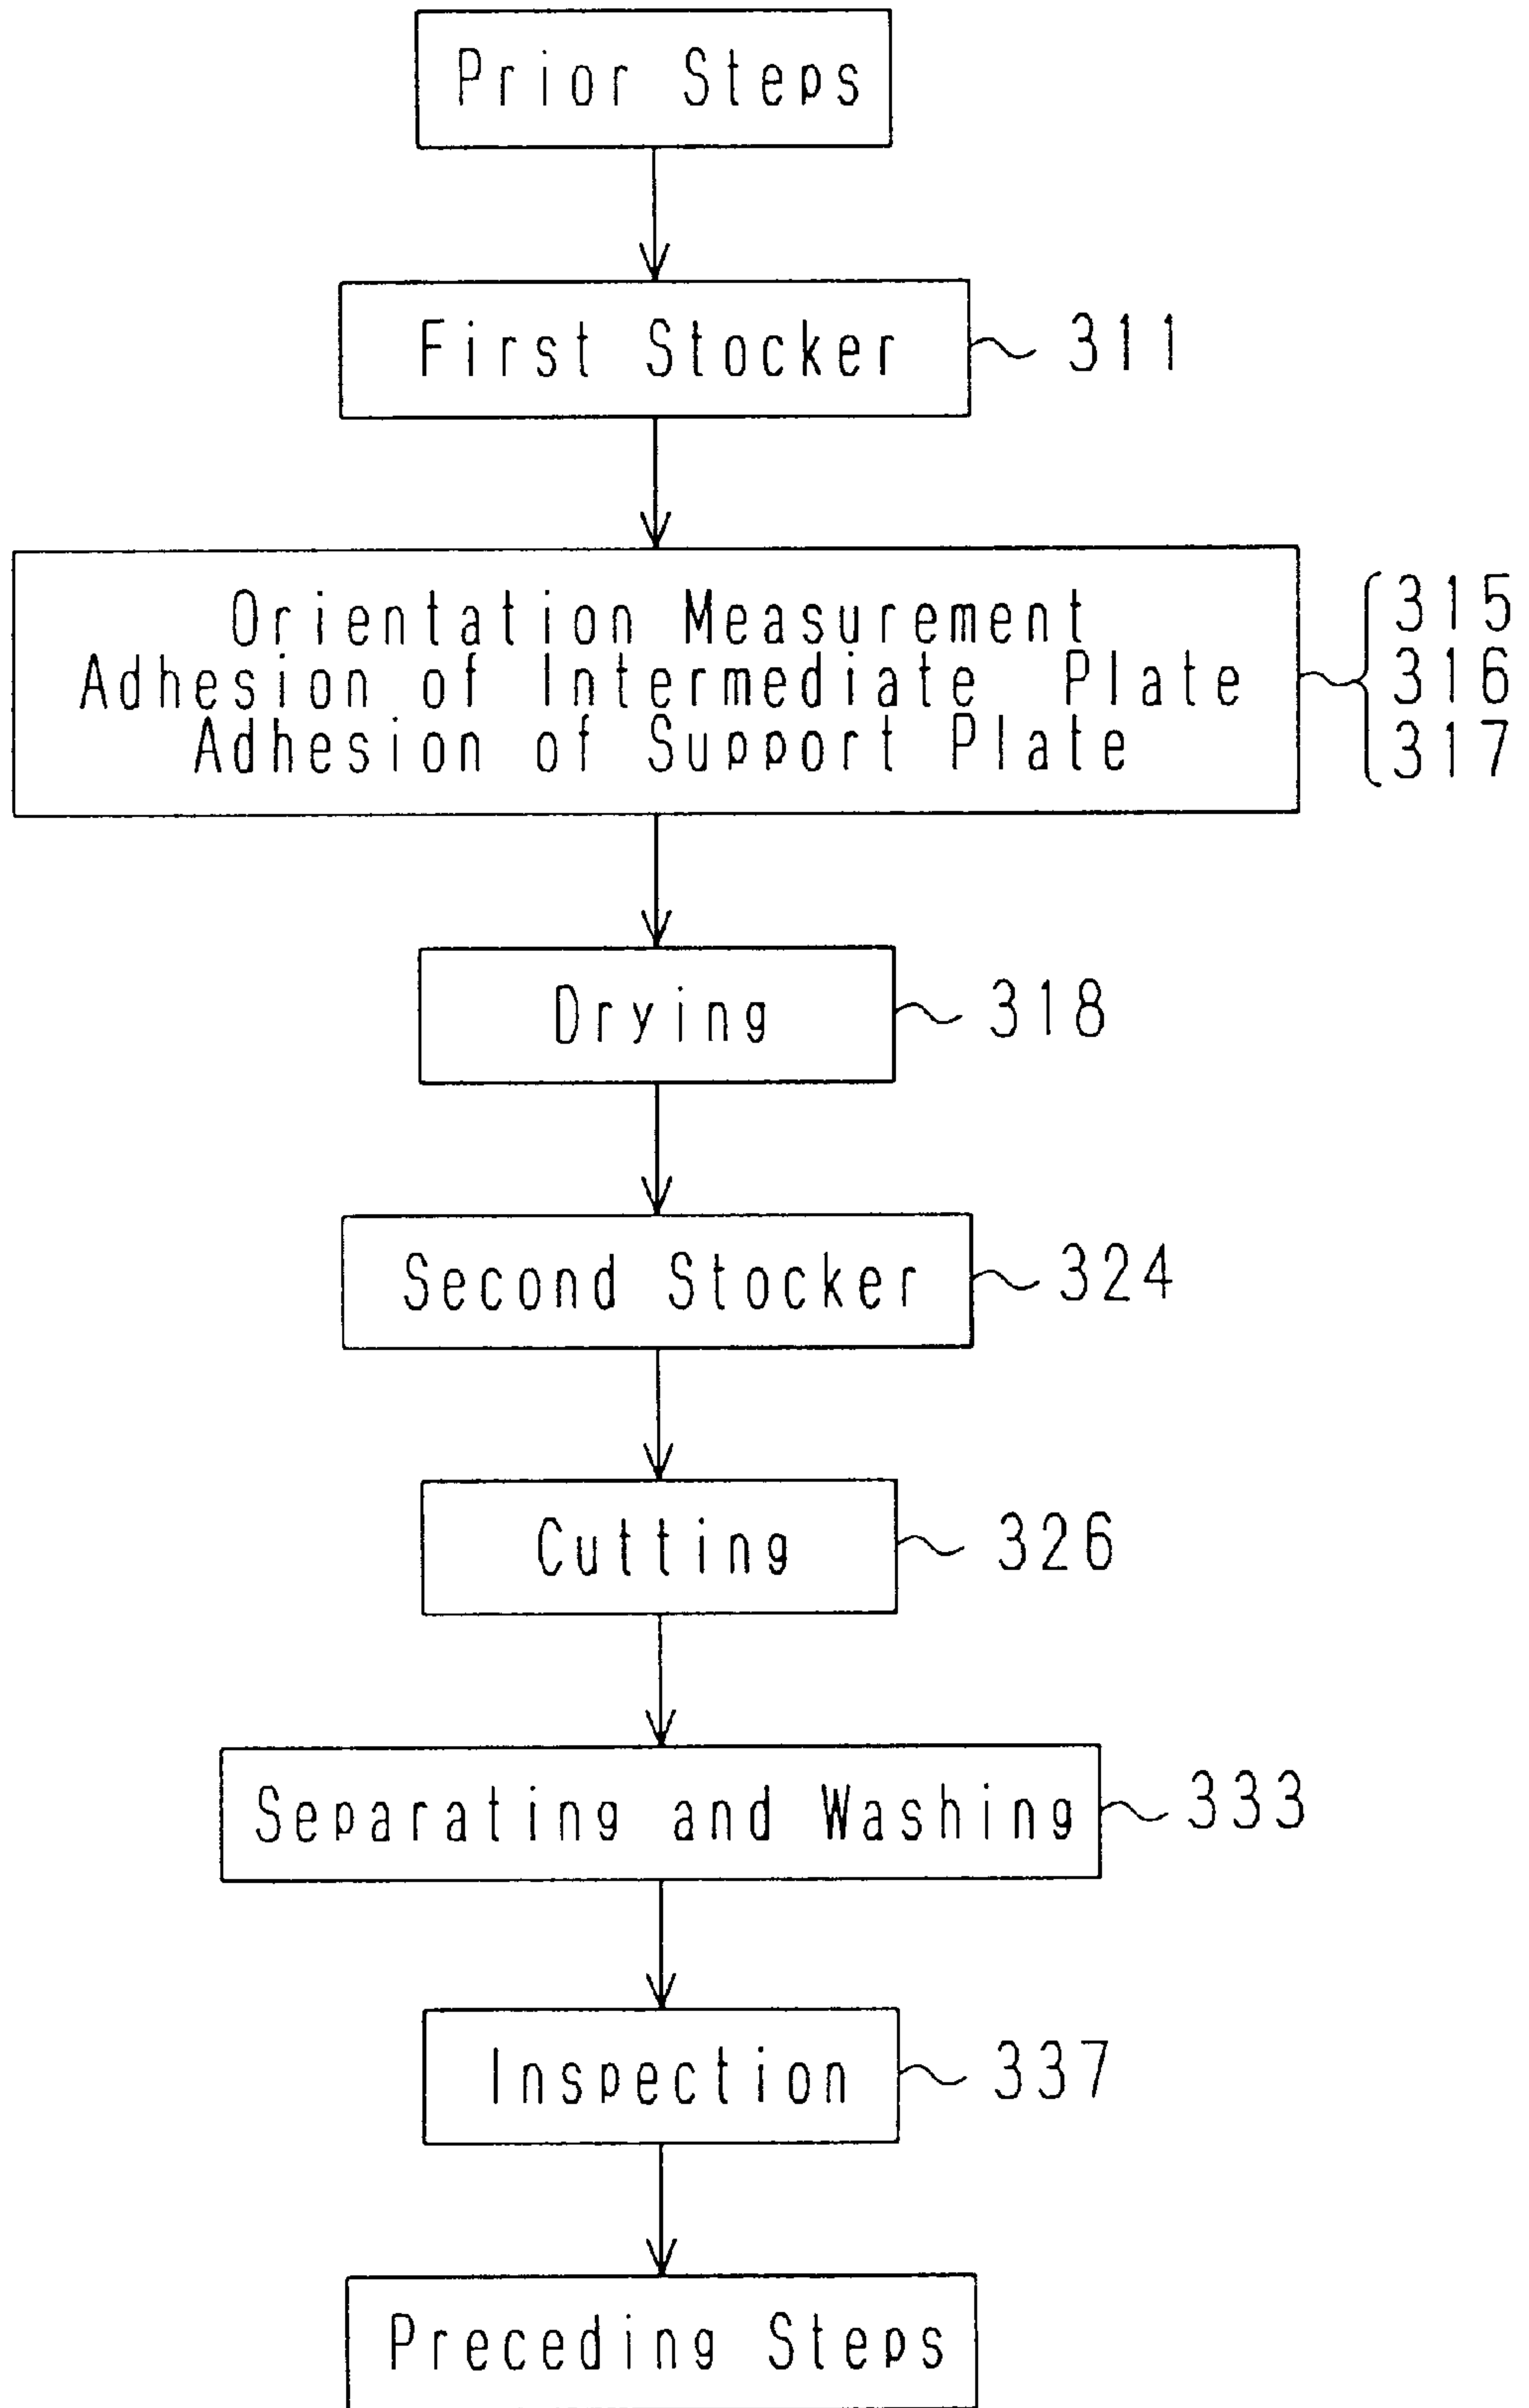 Prior Steps
First Stocker 311
Orientation Measurement 315
Adhesion of Intermediate Plate 316
Adhesion of Support Plate 317
Drying 318
Second Stocker 324
Cutting 326
Separating and Washing 333
Inspection 337
Preceding Steps